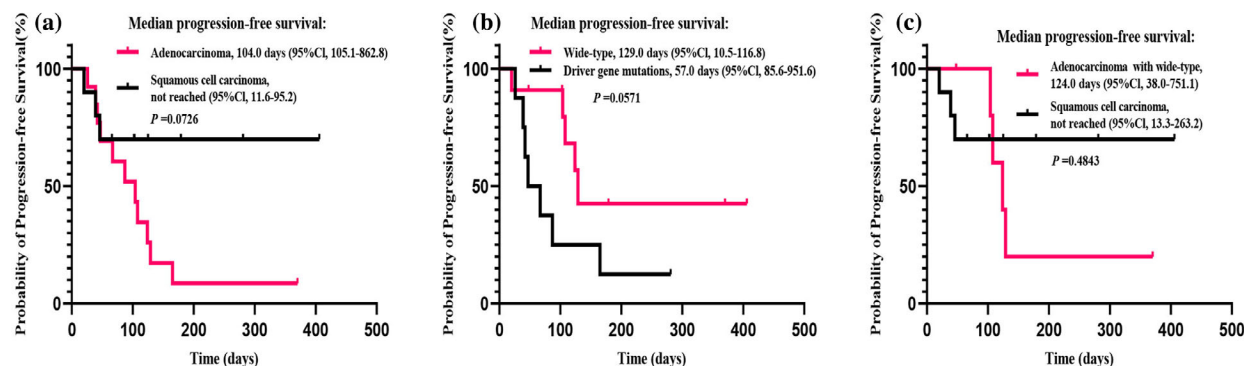 (a)
Median progression-free survival:
Adenocarcinoma, 104.0 days (95%CI, 105.1-862.8)
Squamous cell carcinoma,
not reached (95%CI, 11.6-95.2)
P =0.0726
Probability of Progression-free Survival(%)
100
50
0
0 100 200 300 400 500
Time (days)
(b)
Median progression-free survival:
Wide-type, 129.0 days (95%CI, 10.5-116.8)
Driver gene mutations, 57.0 days (95%CI, 85.6-951.6)
P =0.0571
Probability of Progression-free Survival(%)
100
50
0
0 100 200 300 400 500
Time (days)
(c)
Median progression-free survival:
Adenocarcinoma with wide-type,
124.0 days (95%CI, 38.0-751.1)
Squamous cell carcinoma,
not reached (95%CI, 13.3-263.2)
P =0.4843
Probability of Progression-free Survival(%)
100
50
0
0 100 200 300 400 500
Time (days)